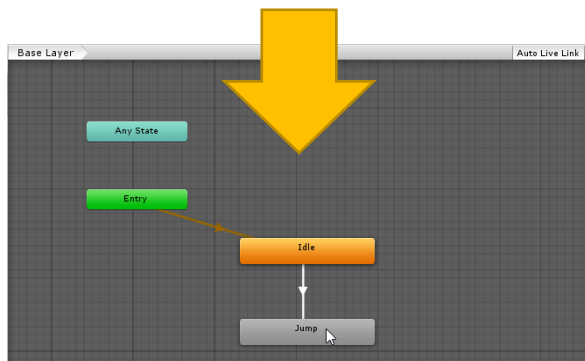 Base Layer
Auto Live Link
Any State
Entry
Idle
Jump